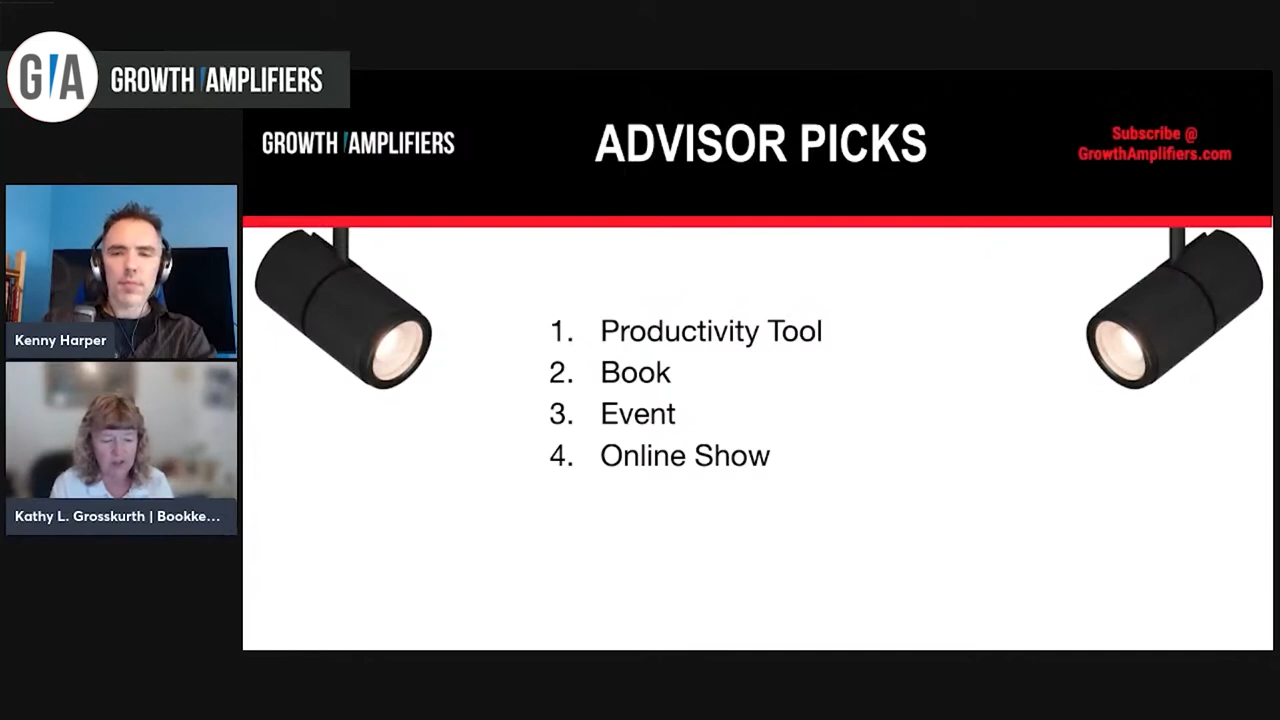 G/A GROWTH AMPLIFIERS
GROWTH AMPLIFIERS
ADVISOR PICKS
Subscribe @
GrowthAmplifiers.com
Kenny Harper
Kathy L. Grosskurth | Bookke...
1. Productivity Tool
2. Book
3. Event
4. Online Show